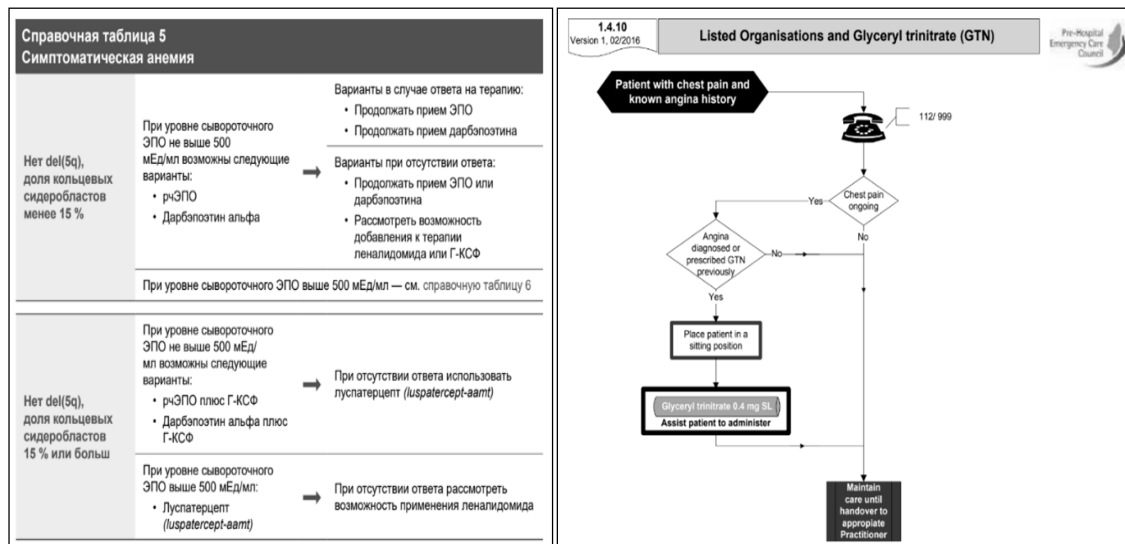 Справочная таблица 5
Симптоматическая анемия
Нет del(5q),
доля кольцевых
сидеробластов
менее 15 %
При уровне сывороточного
ЭПО не выше 500
мЕд/мл возможны следующие
варианты:
• рчЭПО
• Дарбэпоэтин альфа
Варианты в случае ответа на терапию:
• Продолжать прием ЭПО
• Продолжать прием дарбэпоэтина
Варианты при отсутствии ответа:
• Продолжать прием ЭПО или
дарбэпоэтина
• Рассмотреть возможность
добавления к терапии
леналидомида или Г-КСФ
При уровне сывороточного ЭПО выше 500 мЕд/мл — см. справочную таблицу 6
Нет del(5q),
доля кольцевых
сидеробластов
15 % или больш
При уровне сывороточного
ЭПО не выше 500 мЕд/
мл возможны следующие
варианты:
• рчЭПО плюс Г-КСФ
• Дарбэпоэтин альфа плюс
Г-КСФ
При отсутствии ответа использовать
луспатерцепт (luspatercept-aamt)
При уровне сывороточного
ЭПО выше 500 мЕд/мл:
• Луспатерцепт
(luspatercept-aamt)
При отсутствии ответа рассмотреть
возможность применения леналидомида
1.4.10
Version 1, 02/2016
Listed Organisations and Glyceryl trinitrate (GTN)
Pre-Hospital
Emergency Care
Council
Patient with chest pain and
known angina history
112/ 999
Chest pain
ongoing
Yes
No
Angina
diagnosed or
prescribed GTN
previously
No
Yes
Place patient in a
sitting position
Glyceryl trinitrate 0.4 mg SL
Assist patient to administer
Maintain
care until
handover to
appropiate
Practitioner